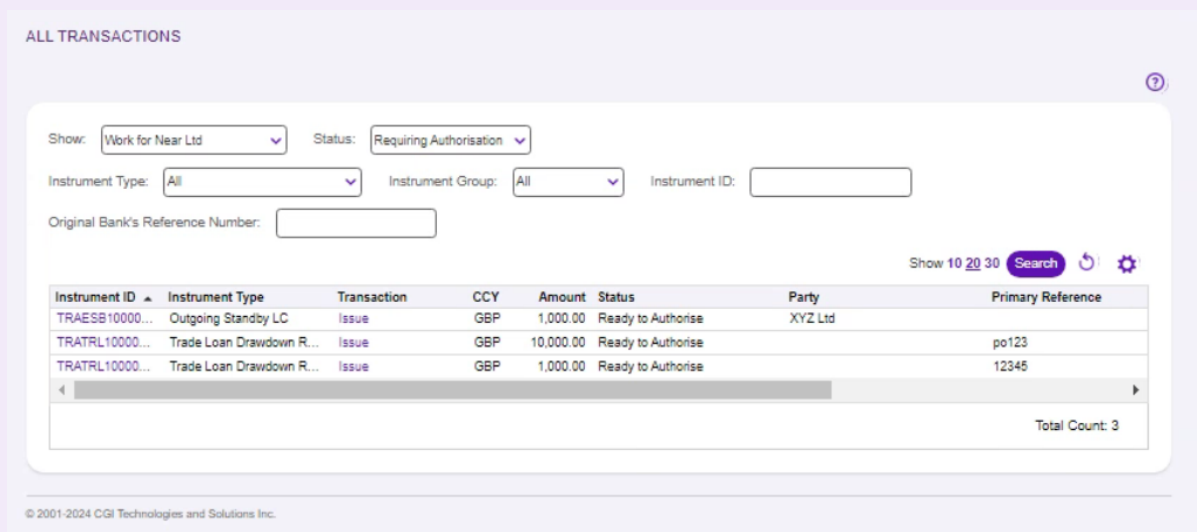 ALL TRANSACTIONS
?
Show: Work for Near Ltd Status: Requiring Authorisation
Instrument Type: All Instrument Group: All Instrument ID:
Original Bank's Reference Number:
Show 10 20 30 Search
Instrument ID Instrument Type Transaction CCY Amount Status Party Primary Reference
TRAESB10000... Outgoing Standby LC Issue GBP 1,000.00 Ready to Authorise XYZ Ltd
TRATRL10000... Trade Loan Drawdown R... Issue GBP 10,000.00 Ready to Authorise po123
TRATRL10000... Trade Loan Drawdown R... Issue GBP 1,000.00 Ready to Authorise 12345
Total Count: 3
© 2001-2024 CGI Technologies and Solutions Inc.